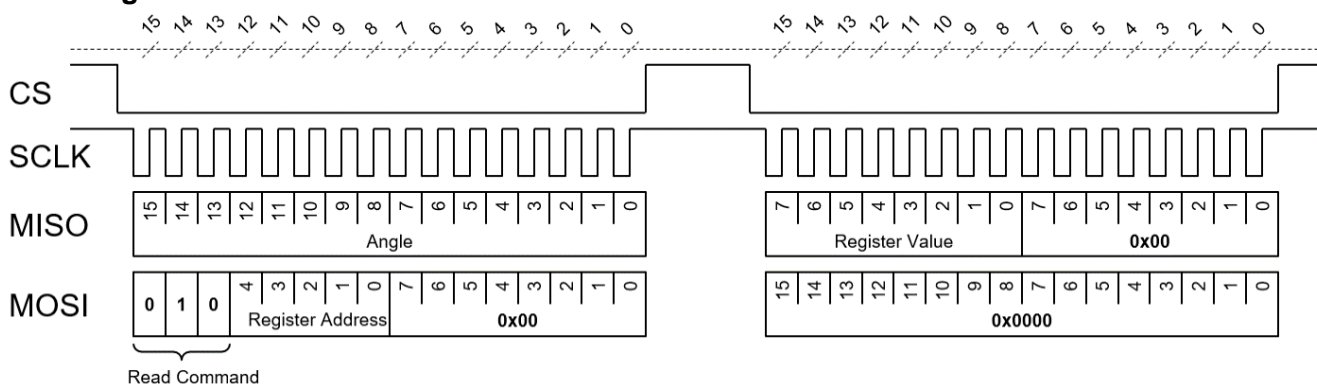 15 14 13 12 11 10 9 8 7 6 5 4 3 2 1 0 15 14 13 12 11 10 9 8 7 6 5 4 3 2 1 0
CS
SCLK
MISO 15 14 13 12 11 10 9 8 7 6 5 4 3 2 1 0 7 6 5 4 3 2 1 0 7 6 5 4 3 2 1 0
Angle Register Value 0x00
MOSI 0 1 0 4 3 2 1 0 7 6 5 4 3 2 1 0 15 14 13 12 11 10 9 8 7 6 5 4 3 2 1 0
Register Address 0x00 0x0000
Read Command